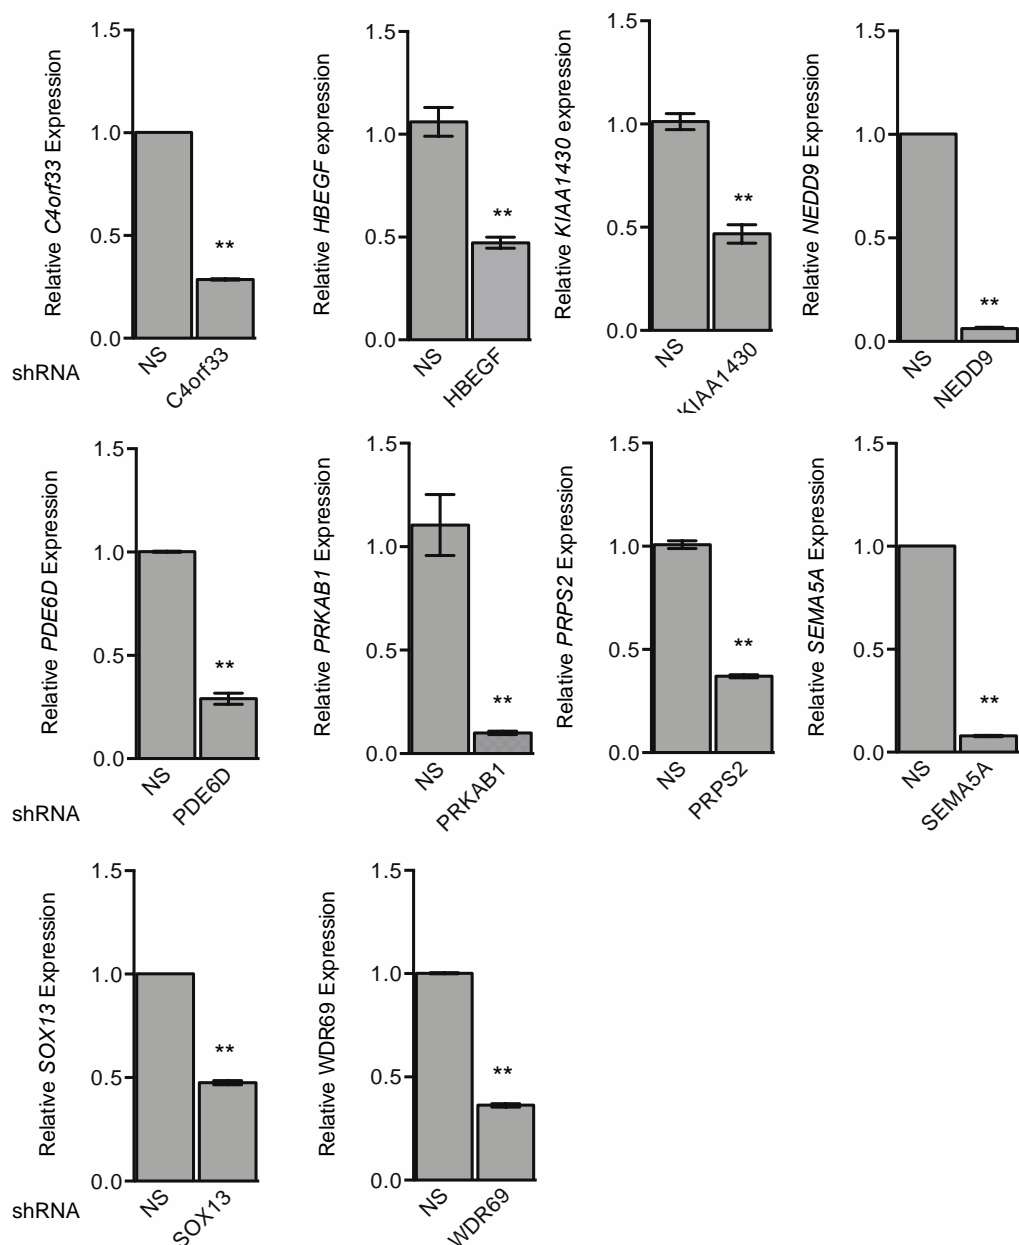 Relative C4orf33 Expression
1.5
1.0
0.5
0.0
**
shRNA
NS
C4orf33
Relative HBEGF expression
1.5
1.0
0.5
0.0
**
NS
HBEGF
Relative KIAA1430 expression
1.5
1.0
0.5
0.0
**
NS
KIAA1430
Relative NEDD9 Expression
1.5
1.0
0.5
0.0
**
NS
NEDD9
Relative PDE6D Expression
1.5
1.0
0.5
0.0
**
shRNA
NS
PDE6D
Relative PRKAB1 Expression
1.5
1.0
0.5
0.0
**
NS
PRKAB1
Relative PRPS2 Expression
1.5
1.0
0.5
0.0
**
NS
PRPS2
Relative SEMA5A Expression
1.5
1.0
0.5
0.0
**
NS
SEMA5A
Relative SOX13 Expression
1.5
1.0
0.5
0.0
**
shRNA
NS
SOX13
Relative WDR69 Expression
1.5
1.0
0.5
0.0
**
NS
WDR69